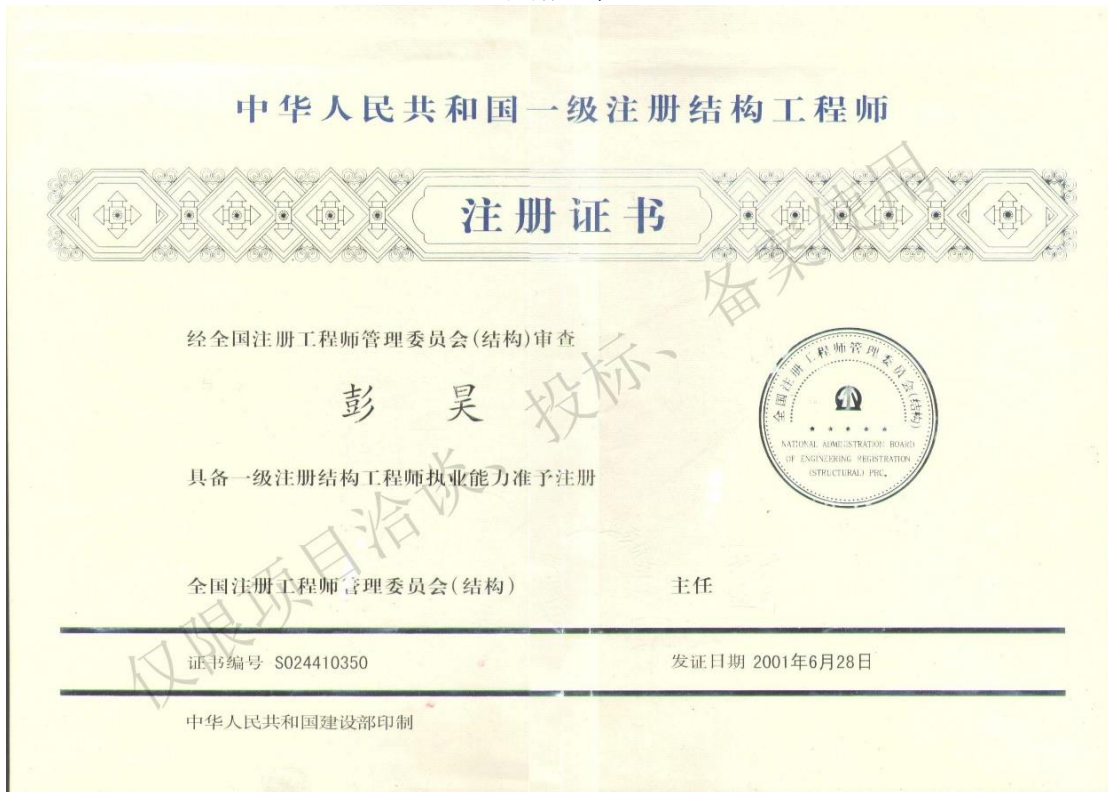 中华人民共和国一级注册结构工程师
注册证书
经全国注册工程师管理委员会(结构)审查
彭 昊
具备一级注册结构工程师执业能力准予注册
全国注册工程师管理委员会(结构)
NATIONAL ADMINISTRATION BOARD
OF ENGINEERING REGISTRATION
(STRUCTURAL) PRC.
全国注册工程师管理委员会(结构)
主任
证书编号 S024410350
发证日期 2001年6月28日
中华人民共和国建设部印制
仅限项目洽谈、投标、备案使用